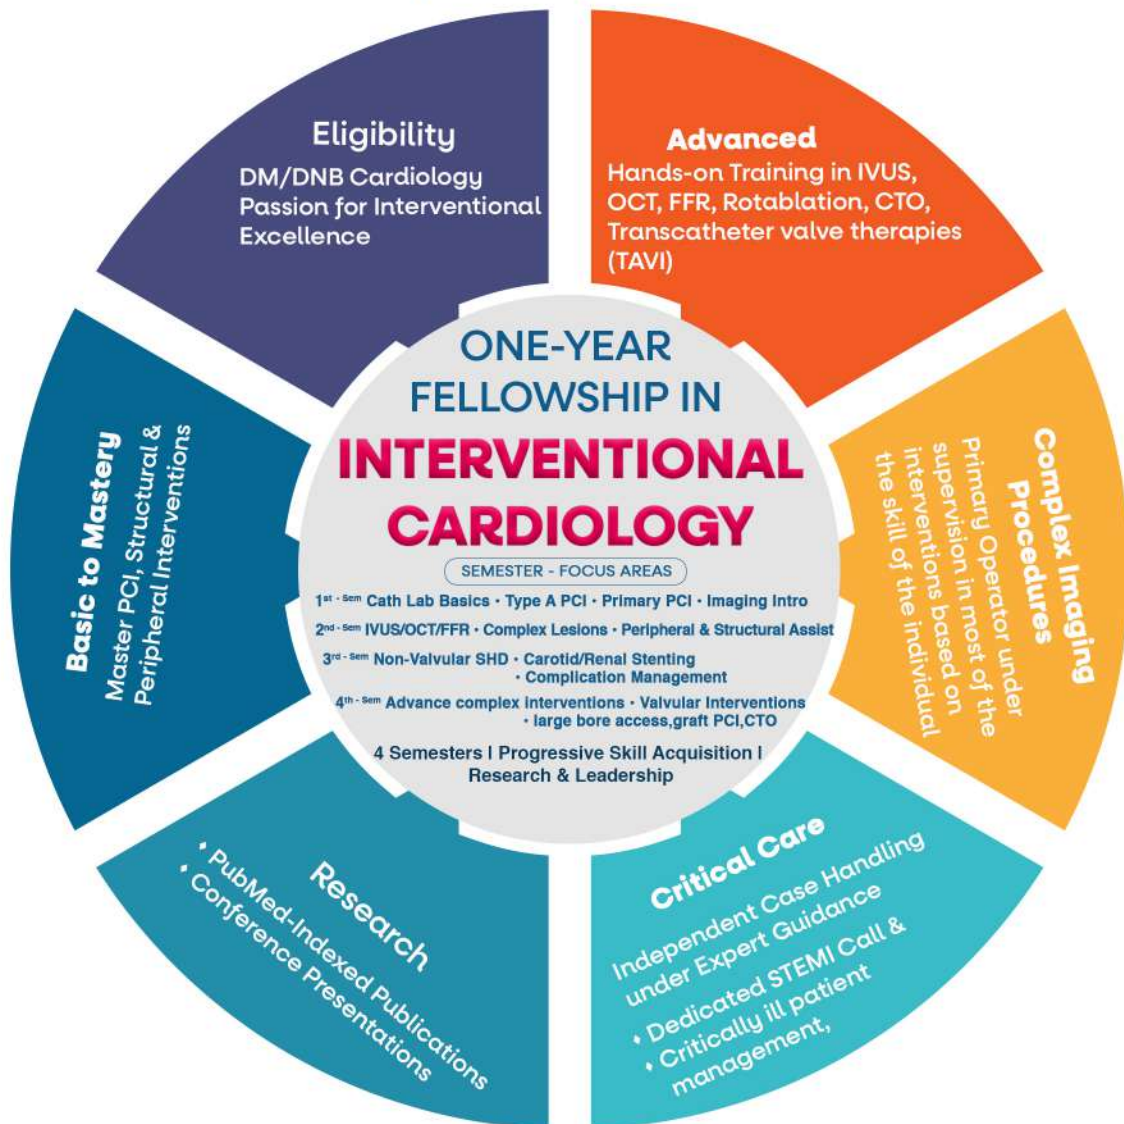 ONE-YEAR
FELLOWSHIP IN
INTERVENTIONAL
CARDIOLOGY
SEMESTER - FOCUS AREAS
1st - Sem Cath Lab Basics • Type A PCI • Primary PCI • Imaging Intro
2nd - Sem IVUS/OCT/FFR • Complex Lesions • Peripheral & Structural Assist
3rd - Sem Non-Valvular SHD • Carotid/Renal Stenting
• Complication Management
4th - Sem Advance complex interventions • Valvular Interventions
• large bore access,graft PCI,CTO
4 Semesters I Progressive Skill Acquisition I
Research & Leadership
Eligibility
DM/DNB Cardiology
Passion for Interventional
Excellence
Advanced
Hands-on Training in IVUS,
OCT, FFR, Rotablation, CTO,
Transcatheter valve therapies
(TAVI)
Complex Imaging
Procedures
Primary Operator under
supervision in most of the
interventions based on
the skill of the individual
Critical Care
Independent Case Handling
under Expert Guidance
♦ Dedicated STEMI Call &
♦ Critically ill patient
management,
Research
♦ PubMed-Indexed Publications
♦ Conference Presentations
Basic to Mastery
Master PCI, Structural &
Peripheral Interventions